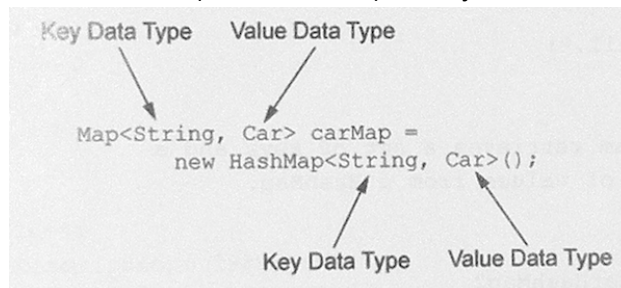 Key Data Type Value Data Type
Map<String, Car> carMap =
new HashMap<String, Car>();
Key Data Type Value Data Type